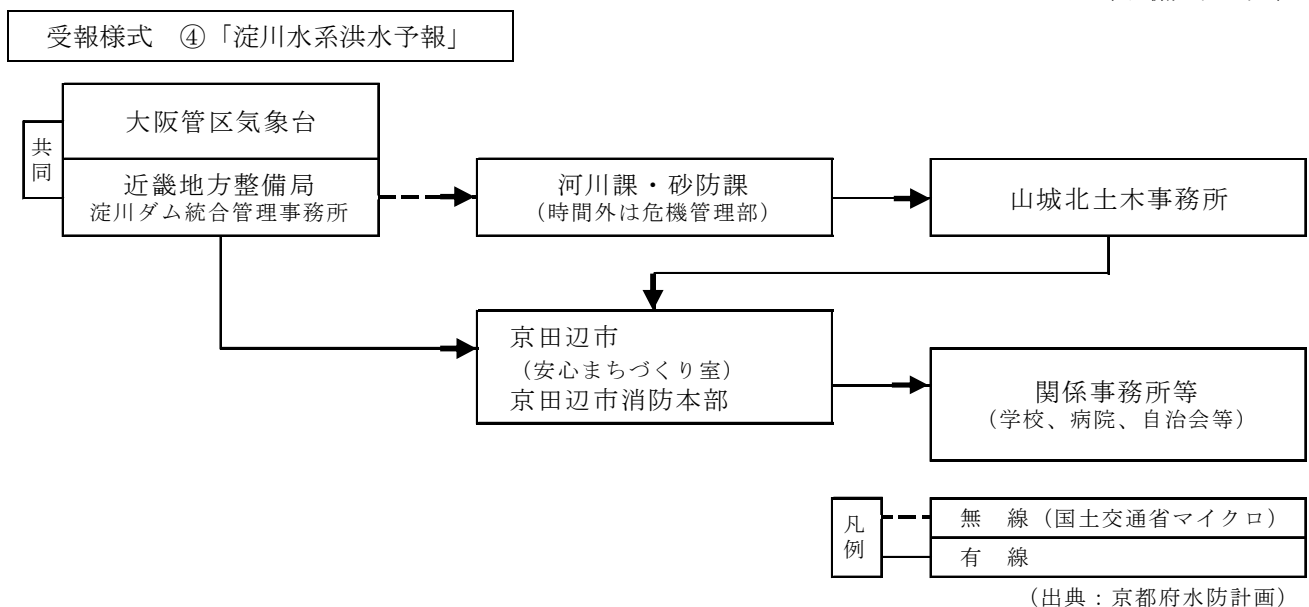 受報様式　④「淀川水系洪水予報」
大阪管区気象台
共同
近畿地方整備局
淀川ダム統合管理事務所
河川課・砂防課
（時間外は危機管理部）
山城北土木事務所
京田辺市
（安心まちづくり室）
京田辺市消防本部
関係事務所等
（学校、病院、自治会等）
凡例
無　線（国土交通省マイクロ）
有　線
（出典：京都府水防計画）